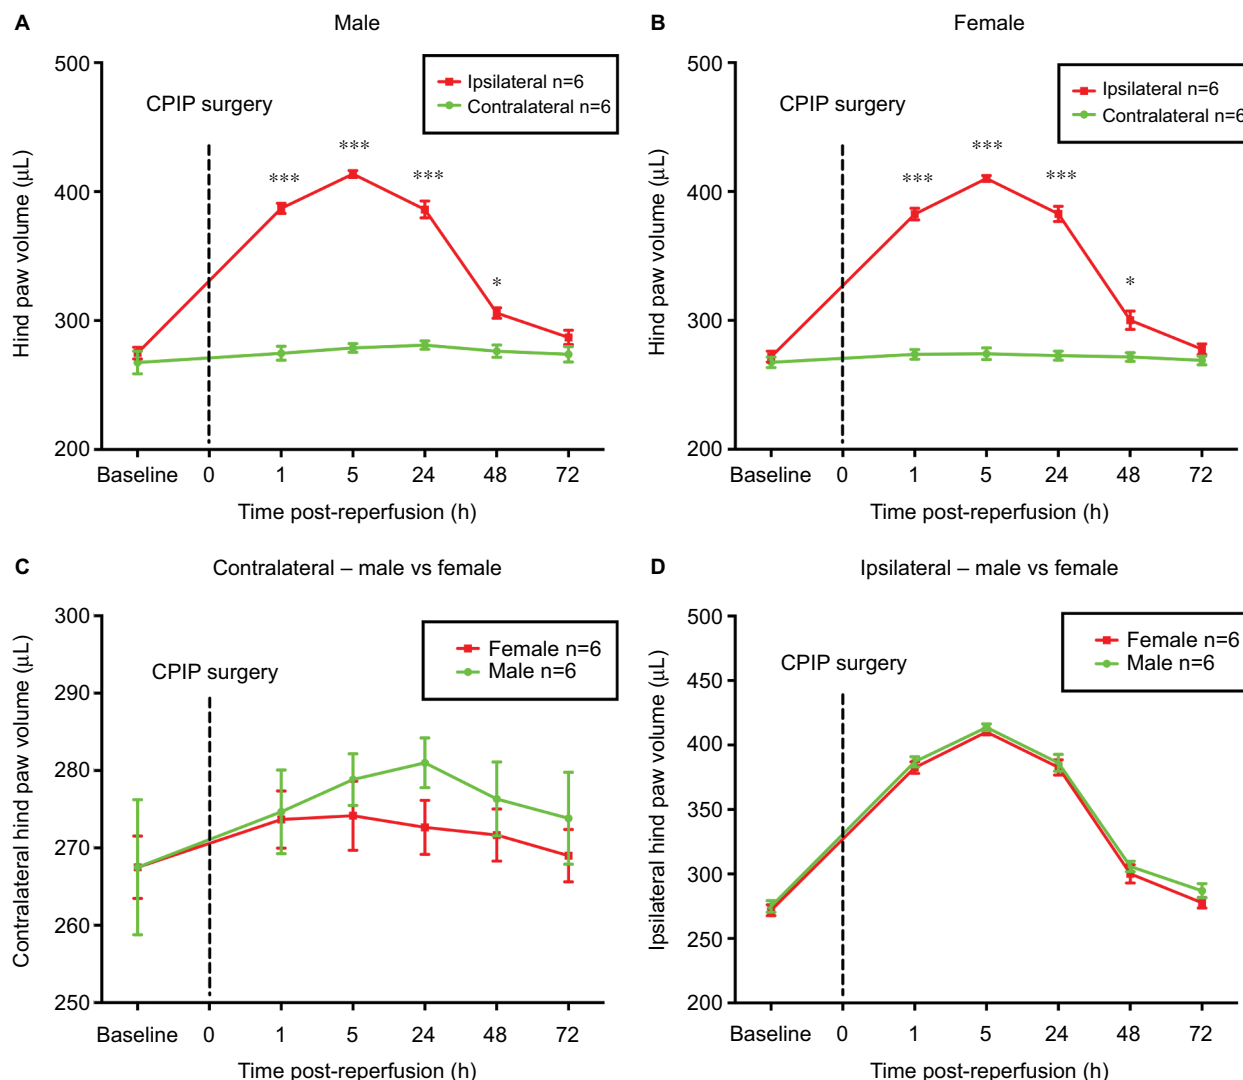 A
Male
500
400
300
200
Hind paw volume (µL)
CPIP surgery
Ipsilateral n=6
Contralateral n=6
***
***
***
*
Baseline 0 1 5 24 48 72
Time post-reperfusion (h)
B
Female
500
400
300
200
Hind paw volume (µL)
CPIP surgery
Ipsilateral n=6
Contralateral n=6
***
***
***
*
Baseline 0 1 5 24 48 72
Time post-reperfusion (h)
C
Contralateral – male vs female
300
290
280
270
260
250
Contralateral hind paw volume (µL)
CPIP surgery
Female n=6
Male n=6
Baseline 0 1 5 24 48 72
Time post-reperfusion (h)
D
Ipsilateral – male vs female
500
450
400
350
300
250
200
Ipsilateral hind paw volume (µL)
CPIP surgery
Female n=6
Male n=6
Baseline 0 1 5 24 48 72
Time post-reperfusion (h)